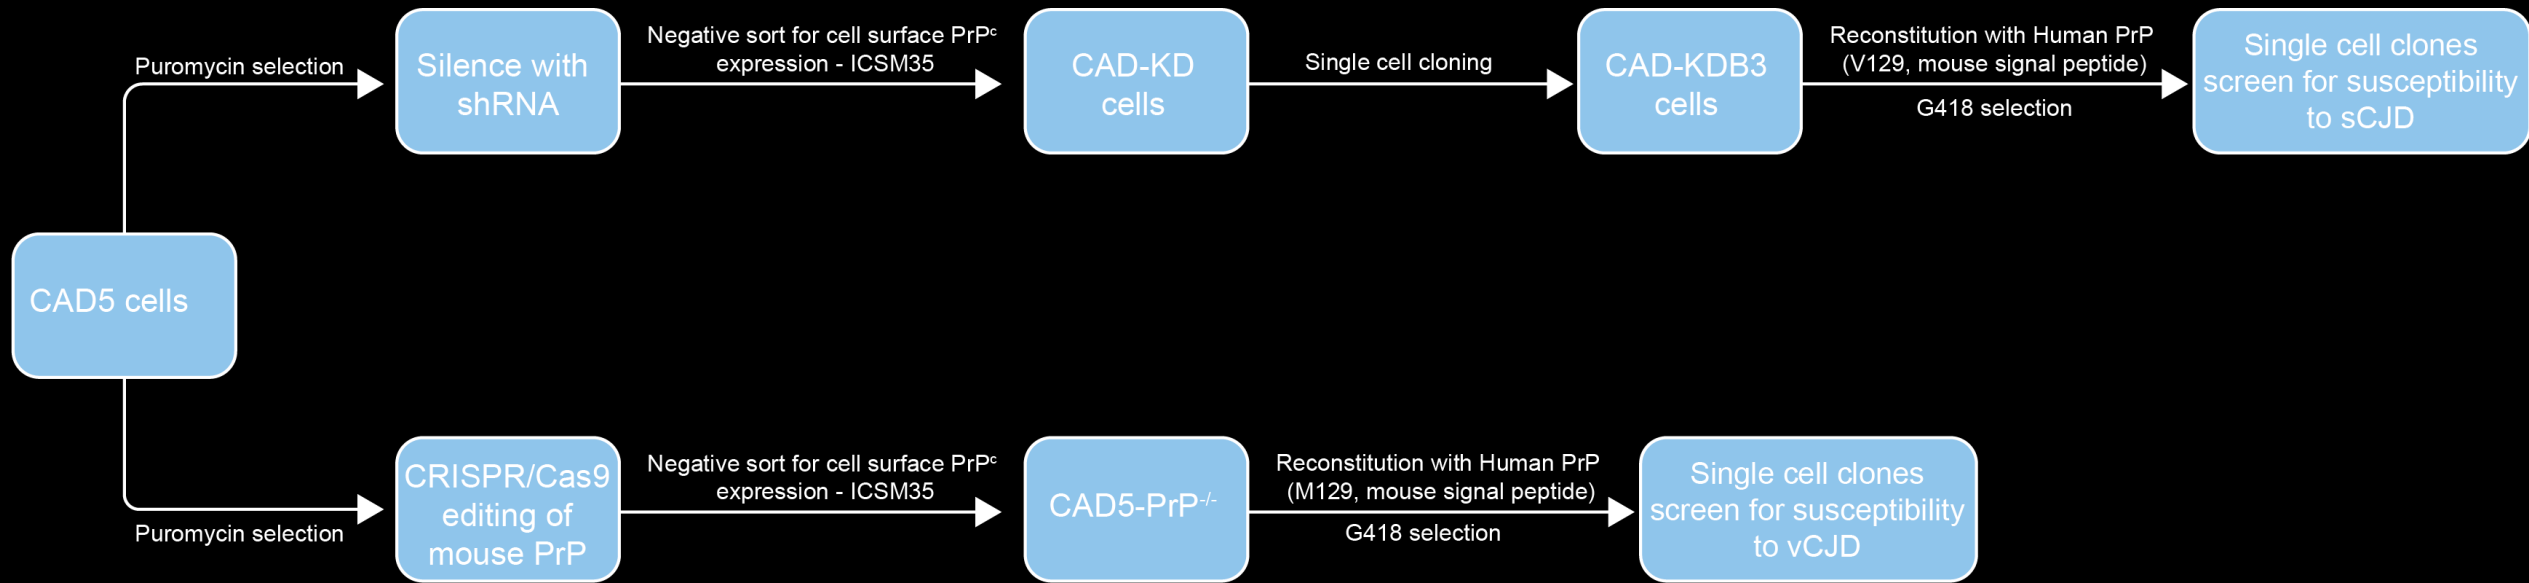 Puromycin selection
Silence with
shRNA
Negative sort for cell surface PrPᶜ
expression - ICSM35
CAD-KD
cells
Single cell cloning
CAD-KDB3
cells
Reconstitution with Human PrP
(V129, mouse signal peptide)
G418 selection
Single cell clones
screen for susceptibility
to sCJD
CAD5 cells
Puromycin selection
CRISPR/Cas9
editing of
mouse PrP
Negative sort for cell surface PrPᶜ
expression - ICSM35
CAD5-PrP⁻/⁻
Reconstitution with Human PrP
(M129, mouse signal peptide)
G418 selection
Single cell clones
screen for susceptibility
to vCJD